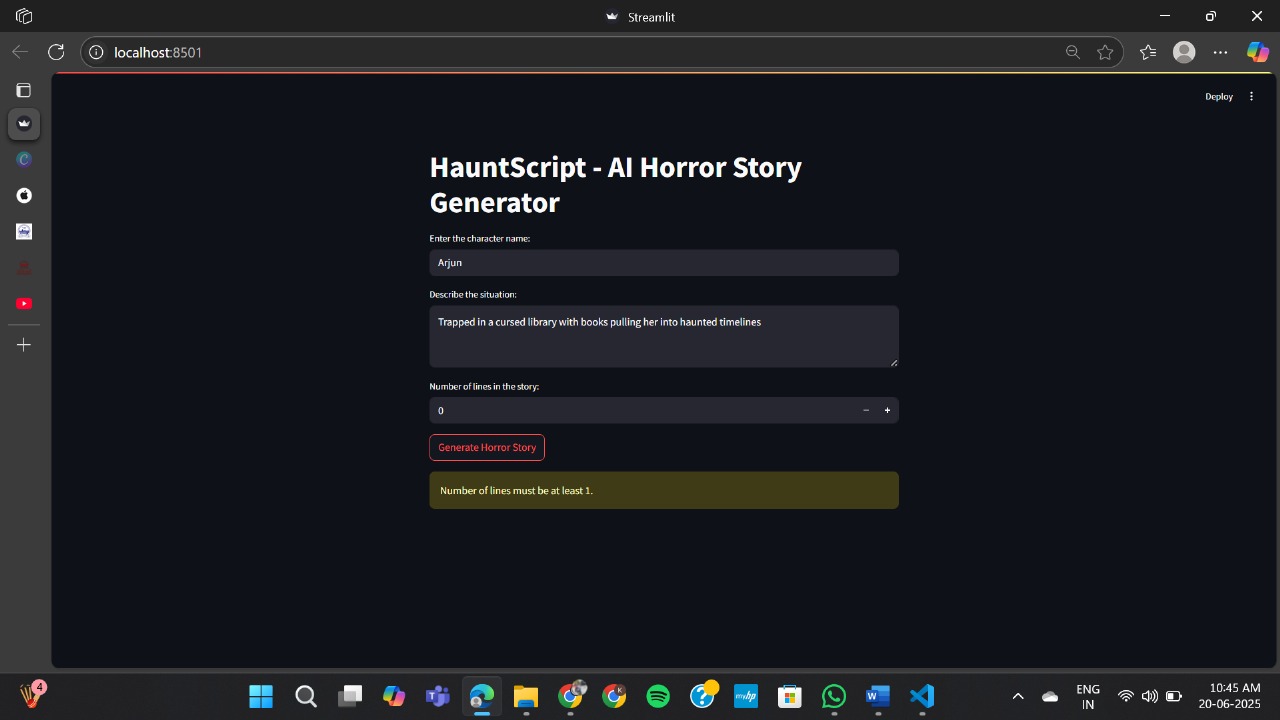 Streamlit
localhost:8501
Deploy
HauntScript - AI Horror Story
Generator
Enter the character name:
Arjun
Describe the situation:
Trapped in a cursed library with books pulling her into haunted timelines
Number of lines in the story:
0
Generate Horror Story
Number of lines must be at least 1.
4
myhp
ENG
IN
10:45 AM
20-06-2025